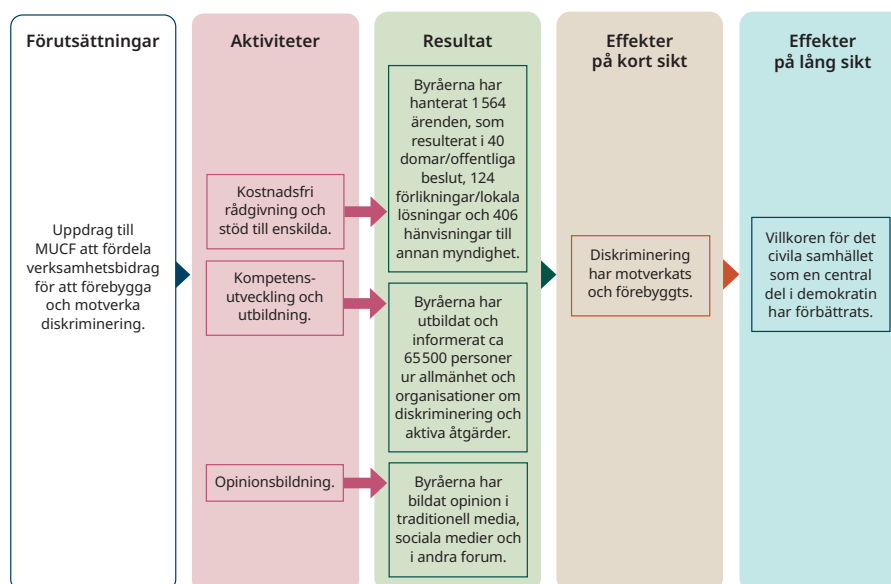 Förutsättningar
Uppdrag till
MUCF att fördela
verksamhetsbidrag
för att förebygga
och motverka
diskriminering.
Aktiviteter
Kostnadsfri
rådgivning och
stöd till enskilda.
Kompetens-
utveckling och
utbildning.
Opinionsbildning.
Resultat
Byråerna har
hanterat 1 564
ärenden, som
resulterat i 40
domar/offentliga
beslut, 124
förlikningar/lokala
lösningar och 406
hänvisningar till
annan myndighet.
Byråerna har
utbildat och
informerat ca
65 500 personer
ur allmänhet och
organisationer om
diskriminering och
aktiva åtgärder.
Byråerna har
bildat opinion i
traditionell media,
sociala medier och
i andra forum.
Effekter
på kort sikt
Diskriminering
har motverkats
och förebyggts.
Effekter
på lång sikt
Villkoren för det
civila samhället
som en central
del i demokratin
har förbättrats.